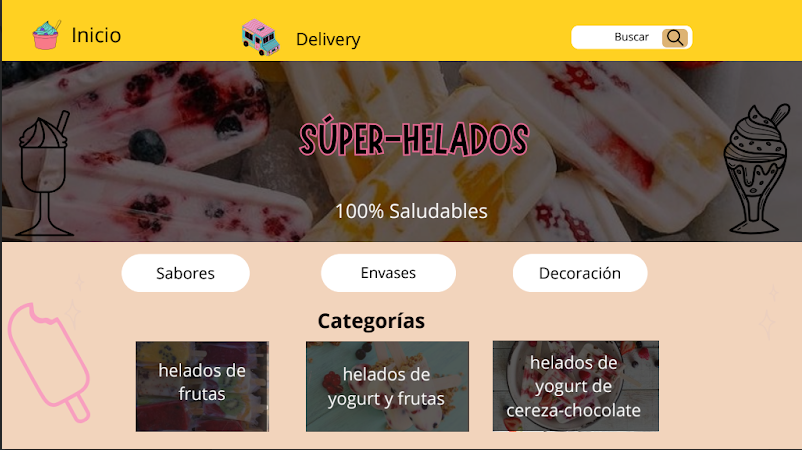 Inicio
Delivery
Buscar
SÚPER-HELADOS
100% Saludables
Sabores
Envases
Decoración
Categorías
helados de
frutas
helados de
yogurt y frutas
helados de
yogurt de
cereza-chocolate